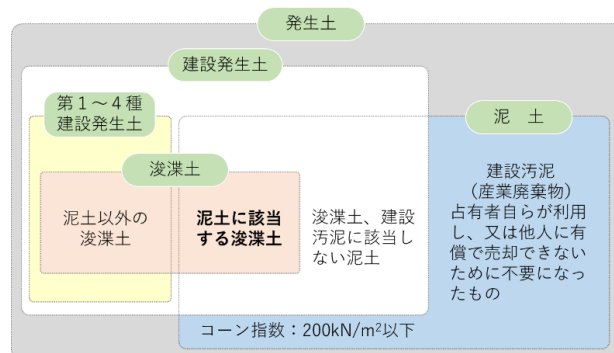 発生土
建設発生土
第１～４種
建設発生土
泥　土
浚渫土
泥土以外の
浚渫土
泥土に該当
する浚渫土
浚渫土、建設
汚泥に該当し
ない泥土
建設汚泥
(産業廃棄物)
占有者自らが利用
し、又は他人に有
償で売却できない
ために不要になっ
たもの
コーン指数：200kN/m²以下